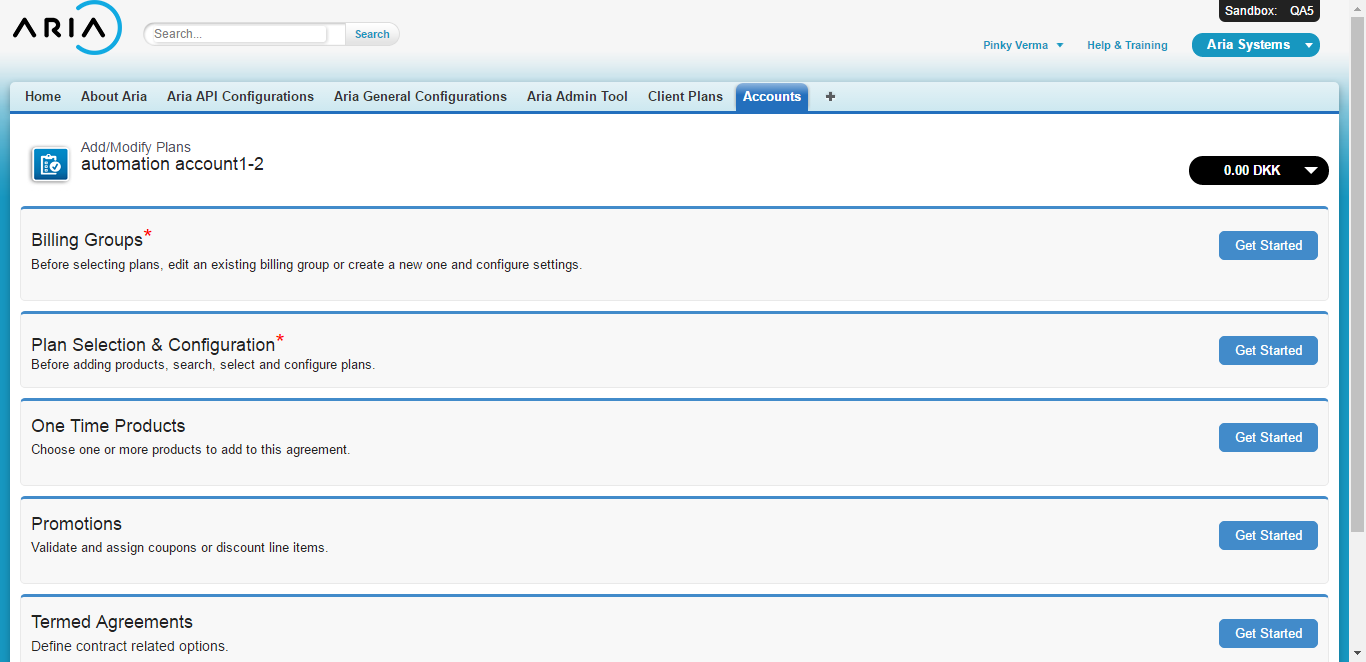 ARIA
Search...
Search
Sandbox: QA5
Pinky Verma
Help & Training
Aria Systems
Home
About Aria
Aria API Configurations
Aria General Configurations
Aria Admin Tool
Client Plans
Accounts
+
Add/Modify Plans
automation account1-2
0.00 DKK
Billing Groups*
Get Started
Before selecting plans, edit an existing billing group or create a new one and configure settings.
Plan Selection & Configuration*
Get Started
Before adding products, search, select and configure plans.
One Time Products
Get Started
Choose one or more products to add to this agreement.
Promotions
Get Started
Validate and assign coupons or discount line items.
Termed Agreements
Get Started
Define contract related options.